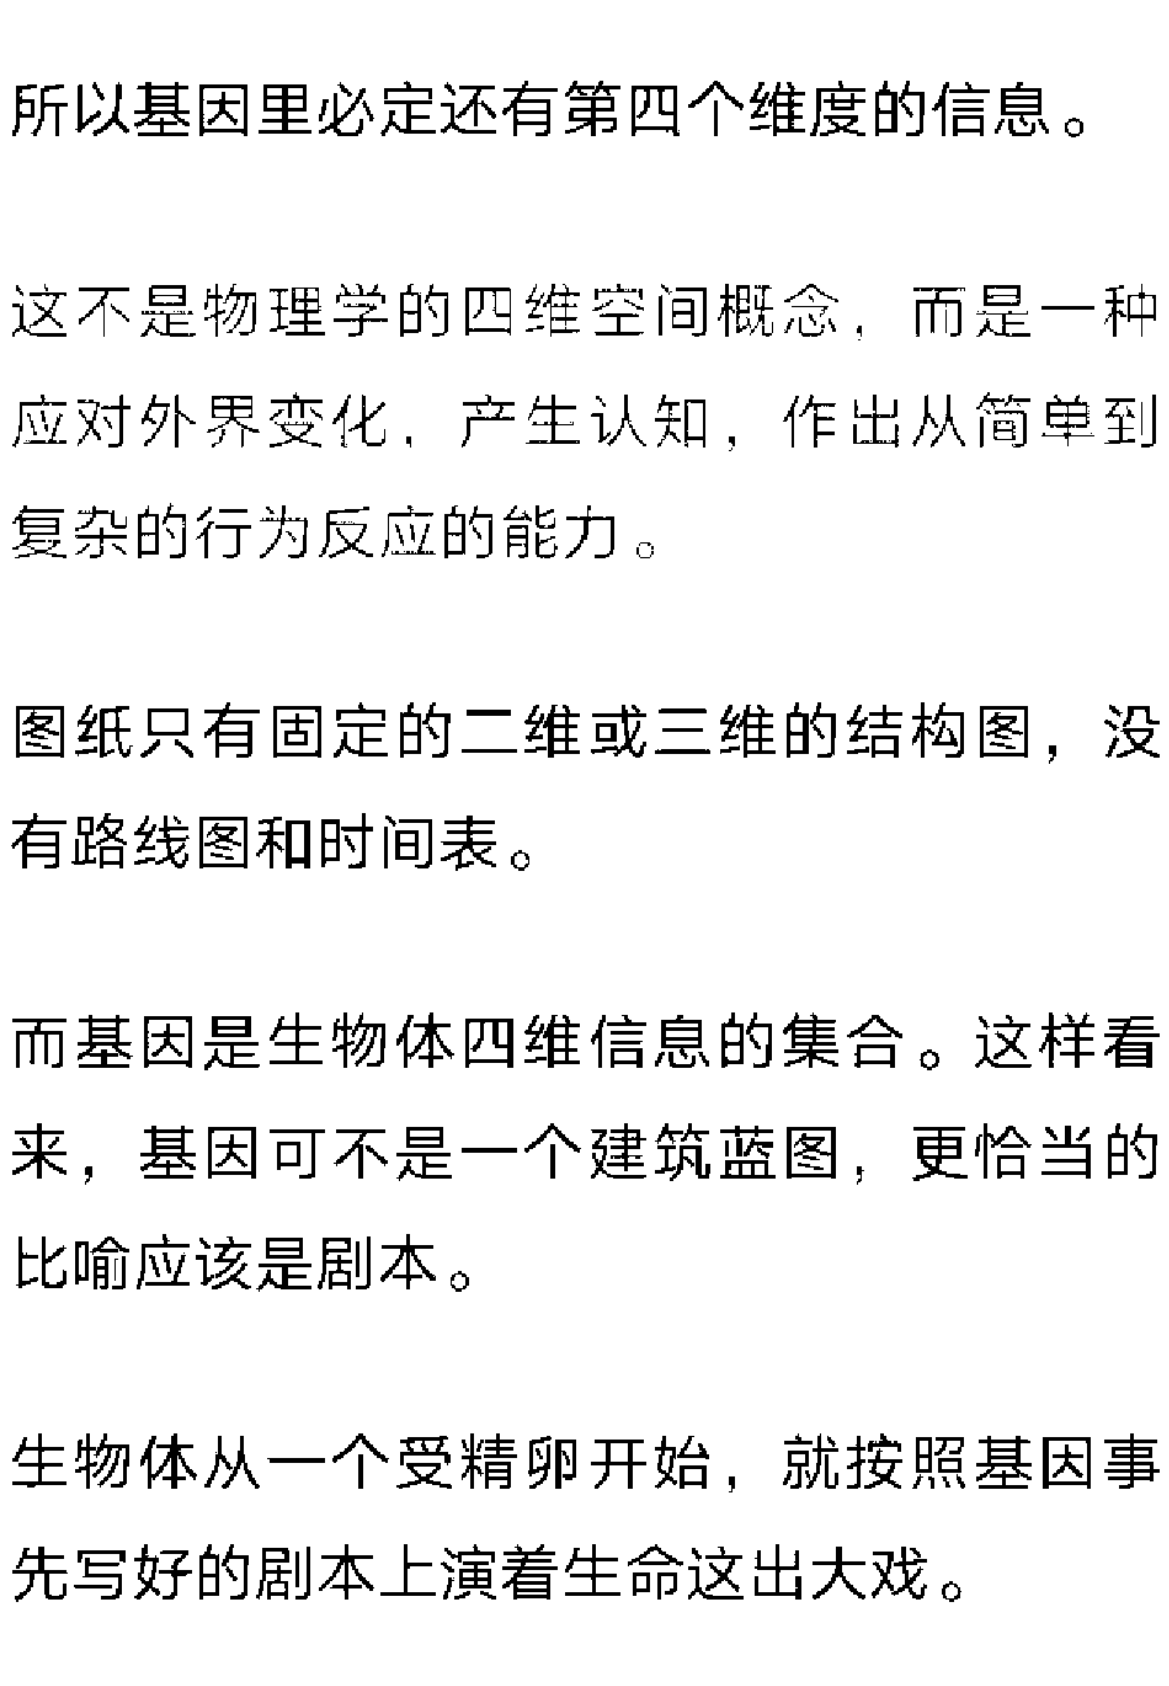 所以基因里必定还有第四个维度的信息。
这不是物理学的四维空间概念，而是一种
应对外界变化，产生认知，作出从简单到
复杂的行为反应的能力。
图纸只有固定的二维或三维的结构图，没
有路线图和时间表。
而基因是生物体四维信息的集合。这样看
来，基因可不是一个建筑蓝图，更恰当的
比喻应该是剧本。
生物体从一个受精卵开始，就按照基因事
先写好的剧本上演着生命这出大戏。